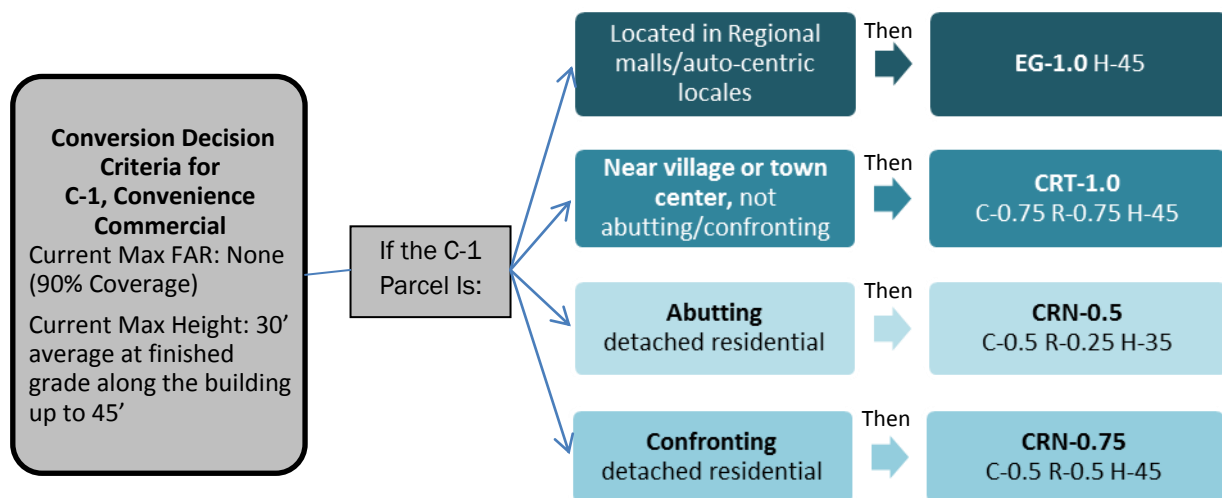 Conversion Decision
Criteria for
C-1, Convenience
Commercial
Current Max FAR: None
(90% Coverage)
Current Max Height: 30’
average at finished
grade along the building
up to 45’
If the C-1
Parcel Is:
Located in Regional
malls/auto-centric
locales
Then
EG-1.0 H-45
Near village or town
center, not
abutting/confronting
Then
CRT-1.0
C-0.75 R-0.75 H-45
Abutting
detached residential
Then
CRN-0.5
C-0.5 R-0.25 H-35
Confronting
detached residential
Then
CRN-0.75
C-0.5 R-0.5 H-45